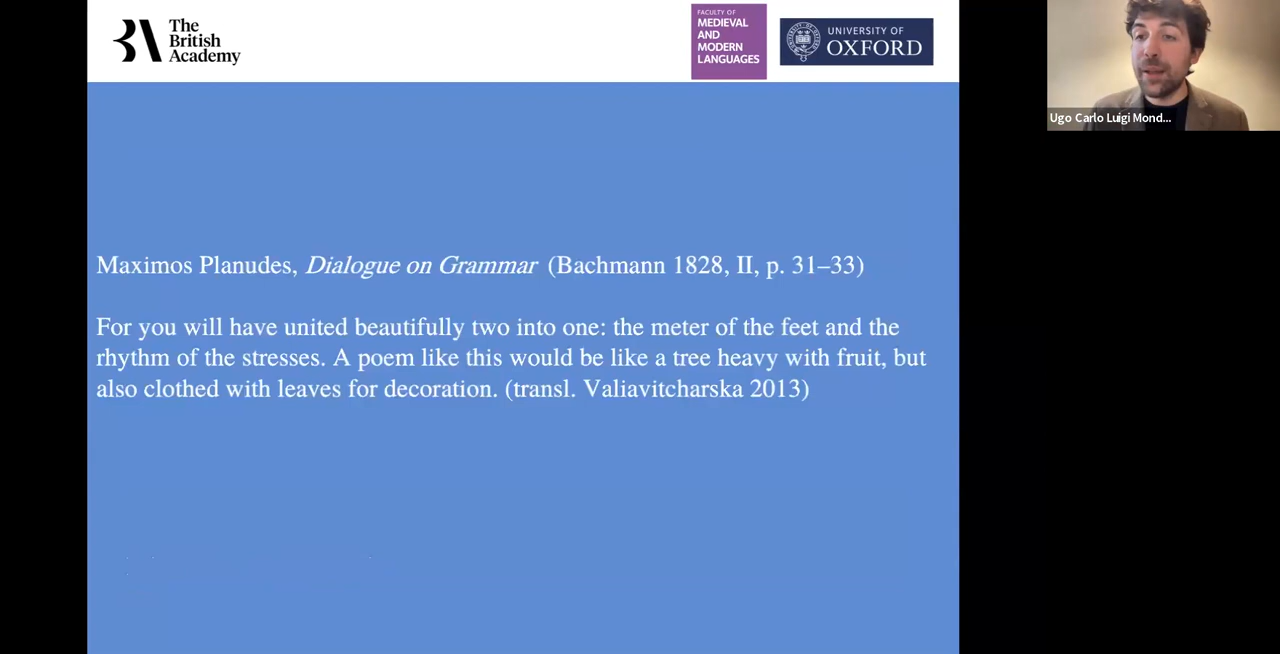 The
British
Academy
FACULTY OF
MEDIEVAL
AND
MODERN
LANGUAGES
UNIVERSITY OF
OXFORD
Ugo Carlo Luigi Mond...
Maximos Planudes, Dialogue on Grammar (Bachmann 1828, II, p. 31–33)
For you will have united beautifully two into one: the meter of the feet and the
rhythm of the stresses. A poem like this would be like a tree heavy with fruit, but
also clothed with leaves for decoration. (transl. Valiavitcharska 2013)